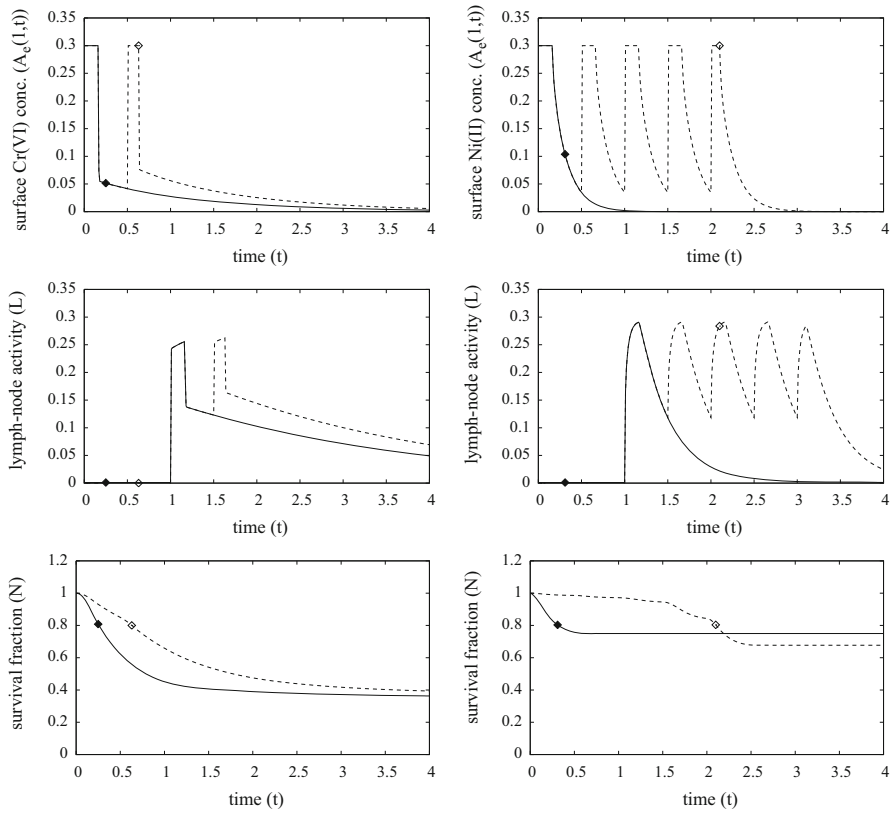 surface Cr(VI) conc. (Ae(1,t))
0.35
0.3
0.25
0.2
0.15
0.1
0.05
0
0 0.5 1 1.5 2 2.5 3 3.5 4
time (t)
surface Ni(II) conc. (Ae(1,t))
0.35
0.3
0.25
0.2
0.15
0.1
0.05
0
0 0.5 1 1.5 2 2.5 3 3.5 4
time (t)
lymph-node activity (L)
0.35
0.3
0.25
0.2
0.15
0.1
0.05
0
0 0.5 1 1.5 2 2.5 3 3.5 4
time (t)
lymph-node activity (L)
0.35
0.3
0.25
0.2
0.15
0.1
0.05
0
0 0.5 1 1.5 2 2.5 3 3.5 4
time (t)
survival fraction (N)
1.2
1
0.8
0.6
0.4
0.2
0
0 0.5 1 1.5 2 2.5 3 3.5 4
time (t)
survival fraction (N)
1.2
1
0.8
0.6
0.4
0.2
0
0 0.5 1 1.5 2 2.5 3 3.5 4
time (t)